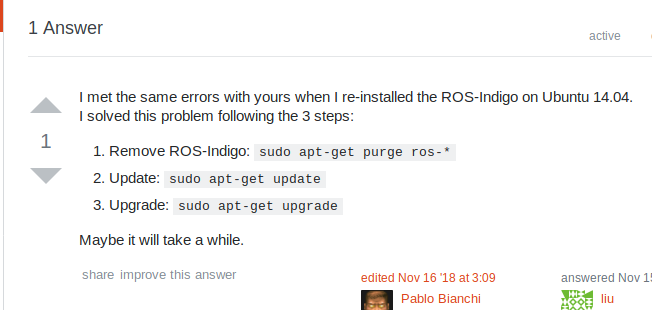 1 Answer
active
I met the same errors with yours when I re-installed the ROS-Indigo on Ubuntu 14.04.
I solved this problem following the 3 steps:
1
1. Remove ROS-Indigo: sudo apt-get purge ros-*
2. Update: sudo apt-get update
3. Upgrade: sudo apt-get upgrade
Maybe it will take a while.
share improve this answer
edited Nov 16 '18 at 3:09
answered Nov 15
Pablo Bianchi
liu